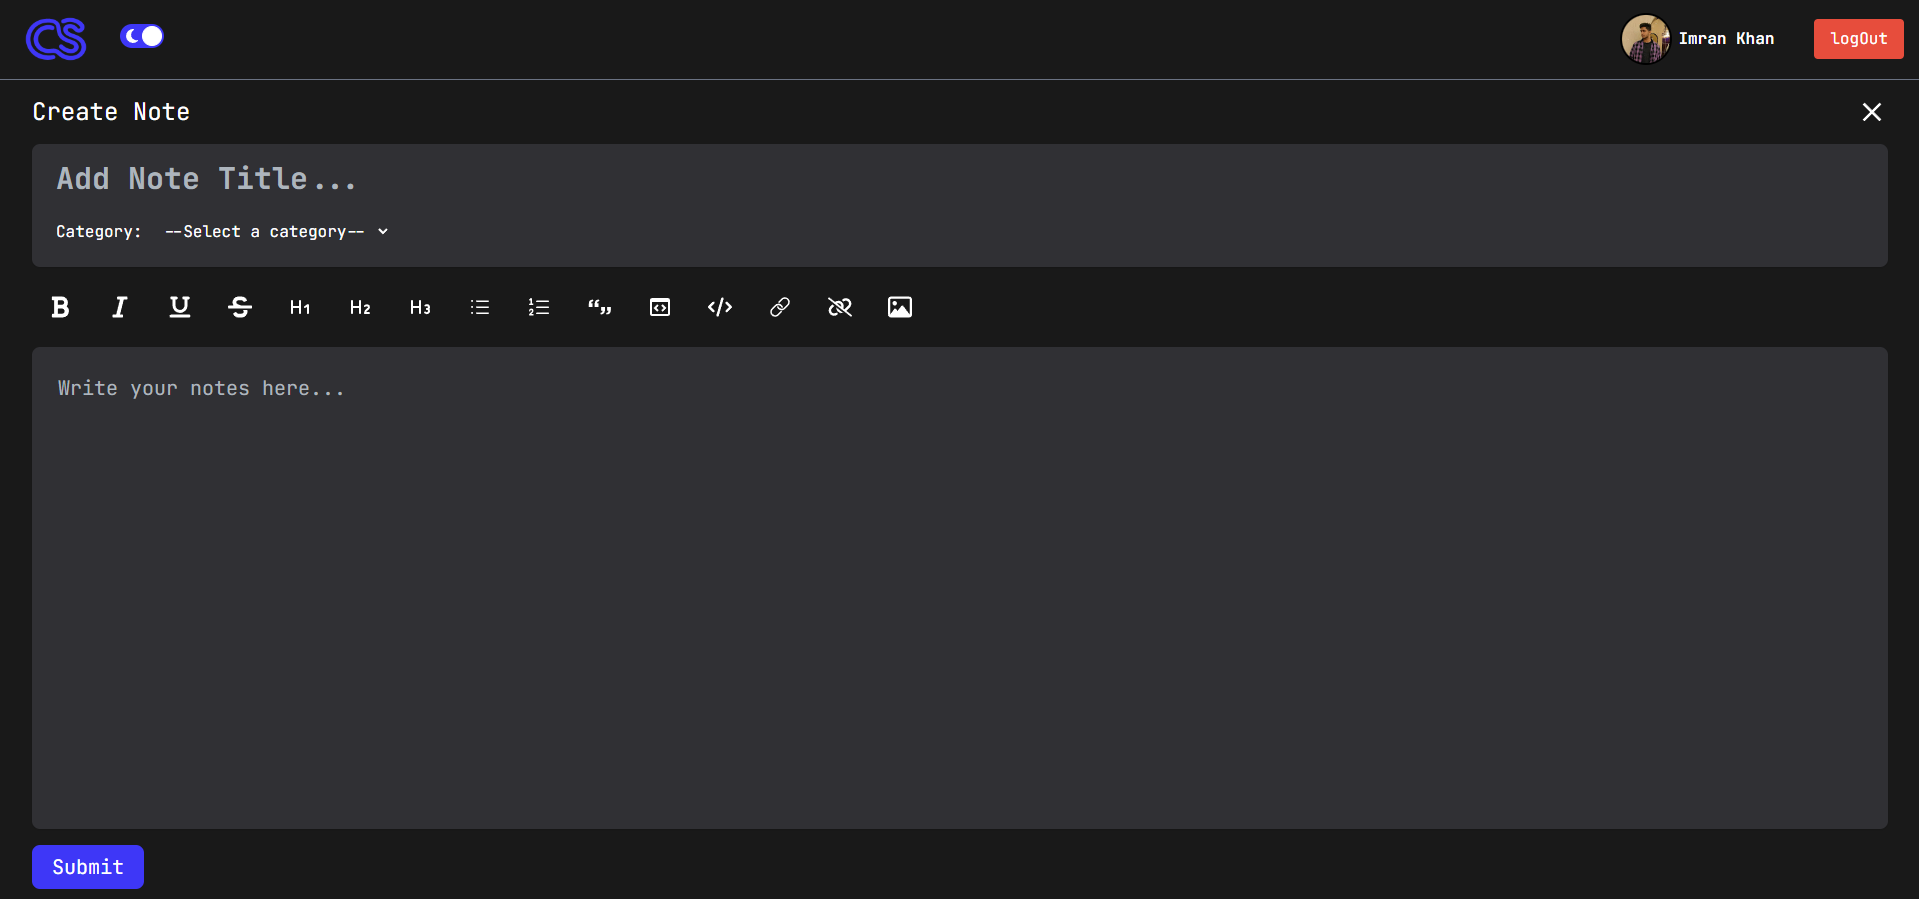 CS
Imran Khan
logOut
Create Note
Add Note Title...
Category: --Select a category--
B I U S H1 H2 H3
Write your notes here...
Submit